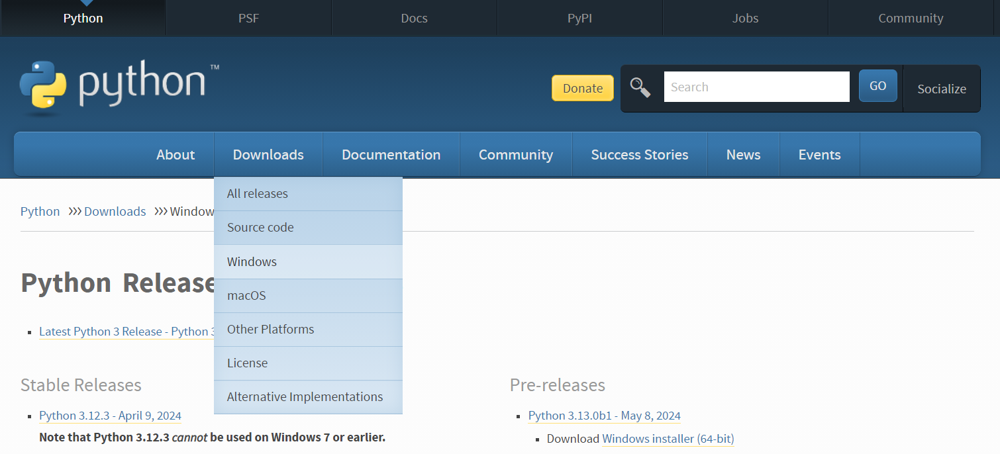 Python PSF Docs PyPI Jobs Community
python™
Donate Search GO Socialize
About Downloads Documentation Community Success Stories News Events
All releases
Python >>> Downloads >>> Window
Source code
Windows
Python Release
macOS
Other Platforms
Latest Python 3 Release - Python 3
License
Stable Releases
Pre-releases
Alternative Implementations
Python 3.12.3 - April 9, 2024
Python 3.13.0b1 - May 8, 2024
Note that Python 3.12.3 cannot be used on Windows 7 or earlier.
Download Windows installer (64-bit)